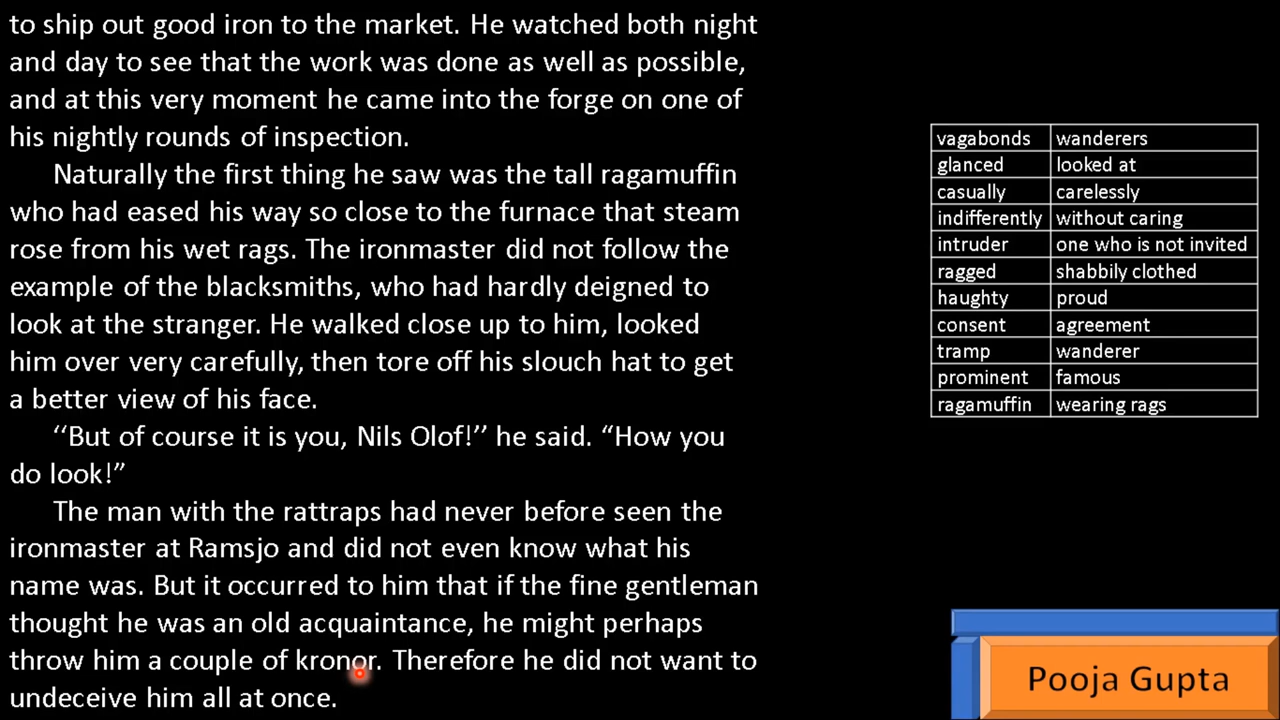 to ship out good iron to the market. He watched both night
and day to see that the work was done as well as possible,
and at this very moment he came into the forge on one of
his nightly rounds of inspection.
Naturally the first thing he saw was the tall ragamuffin
who had eased his way so close to the furnace that steam
rose from his wet rags. The ironmaster did not follow the
example of the blacksmiths, who had hardly deigned to
look at the stranger. He walked close up to him, looked
him over very carefully, then tore off his slouch hat to get
a better view of his face.
‘‘But of course it is you, Nils Olof!’’ he said. “How you
do look!”
The man with the rattraps had never before seen the
ironmaster at Ramsjo and did not even know what his
name was. But it occurred to him that if the fine gentleman
thought he was an old acquaintance, he might perhaps
throw him a couple of kronor. Therefore he did not want to
undeceive him all at once.
vagabonds wanderers
glanced looked at
casually carelessly
indifferently without caring
intruder one who is not invited
ragged shabbily clothed
haughty proud
consent agreement
tramp wanderer
prominent famous
ragamuffin wearing rags
Pooja Gupta